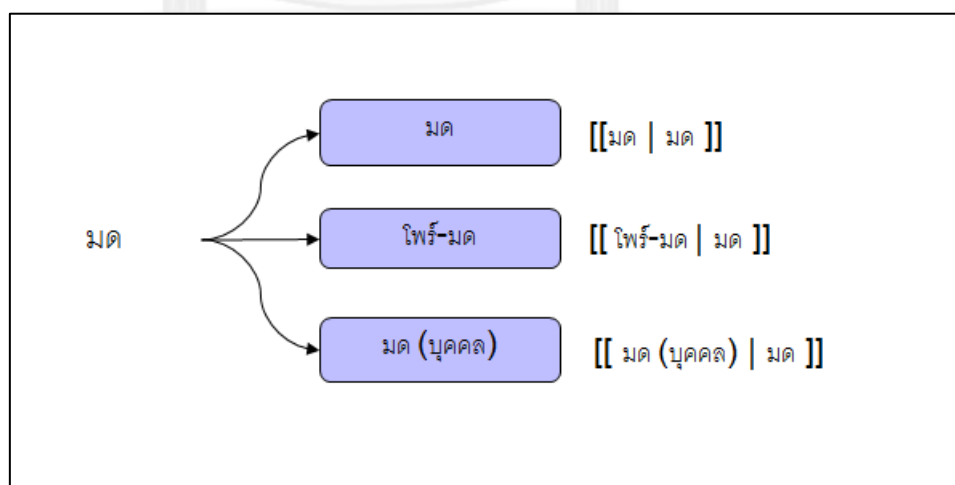 มด [[มด | มด ]]
โพร์-มด [[ โพร์-มด | มด ]]
มด
มด (บุคคล) [[ มด (บุคคล) | มด ]]